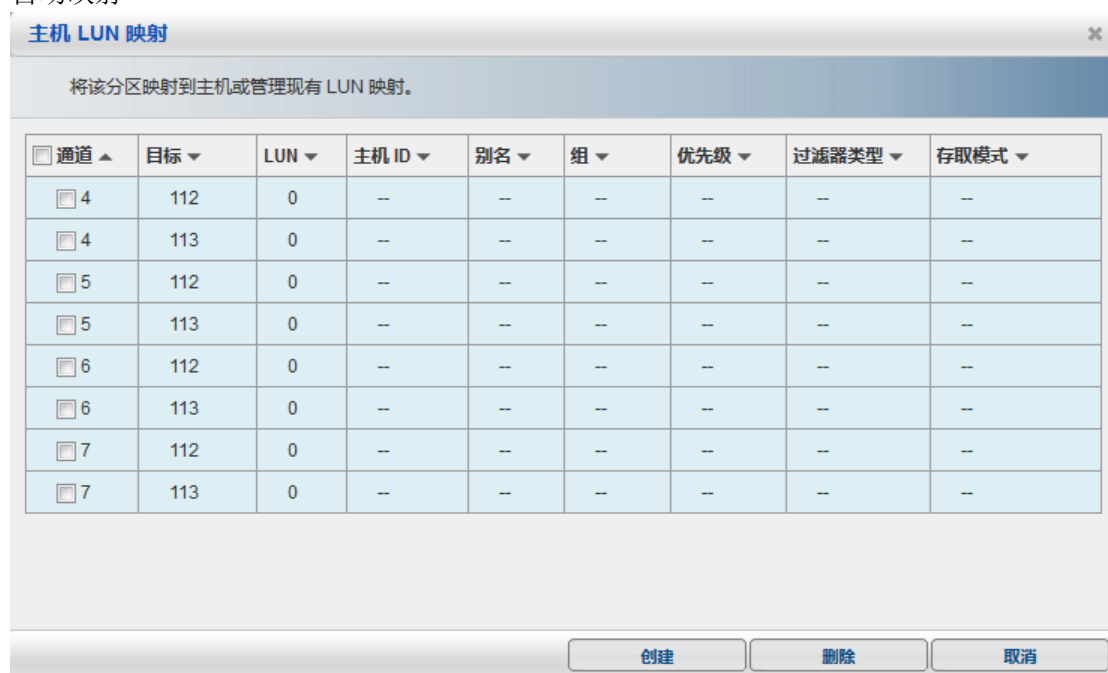 主机 LUN 映射
将该分区映射到主机或管理现有 LUN 映射。
通道 目标 LUN 主机 ID 别名 组 优先级 过滤器类型 存取模式
4 112 0 -- -- -- -- -- --
4 113 0 -- -- -- -- -- --
5 112 0 -- -- -- -- -- --
5 113 0 -- -- -- -- -- --
6 112 0 -- -- -- -- -- --
6 113 0 -- -- -- -- -- --
7 112 0 -- -- -- -- -- --
7 113 0 -- -- -- -- -- --
创建 删除 取消